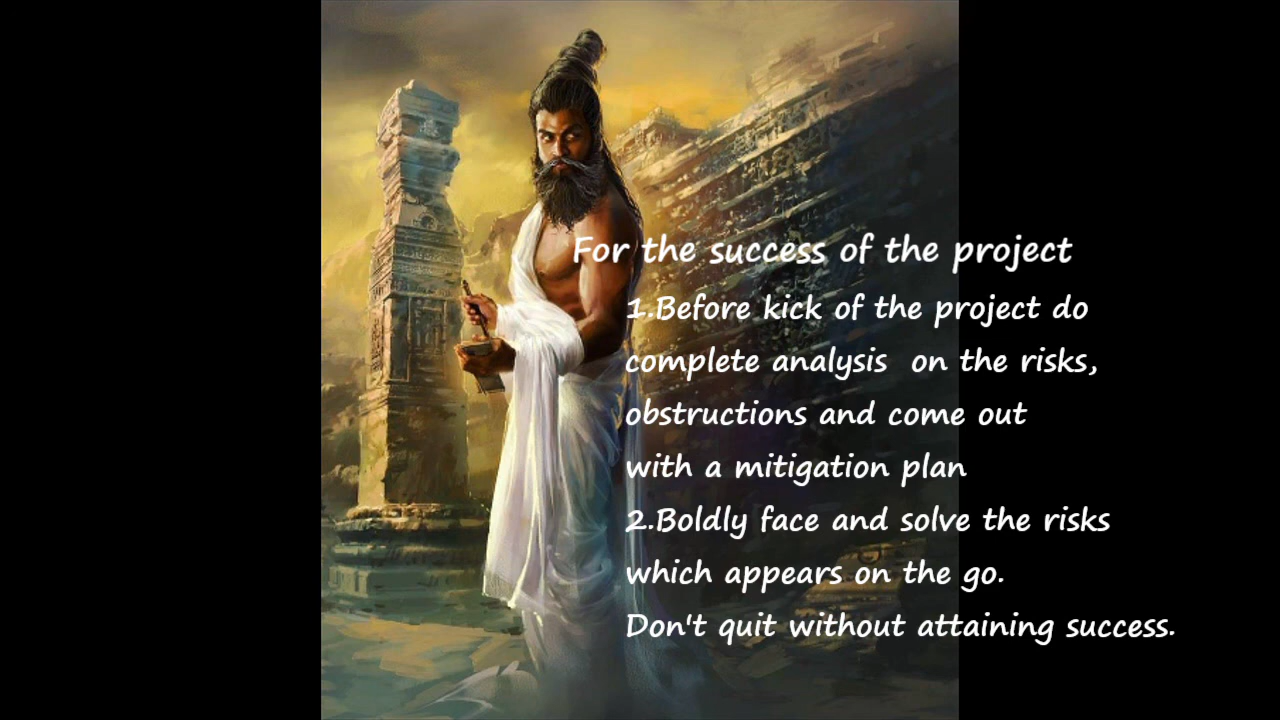 For the success of the project
1.Before kick of the project do
complete analysis  on the risks,
obstructions and come out
with a mitigation plan
2.Boldly face and solve the risks
which appears on the go.
Don't quit without attaining success.